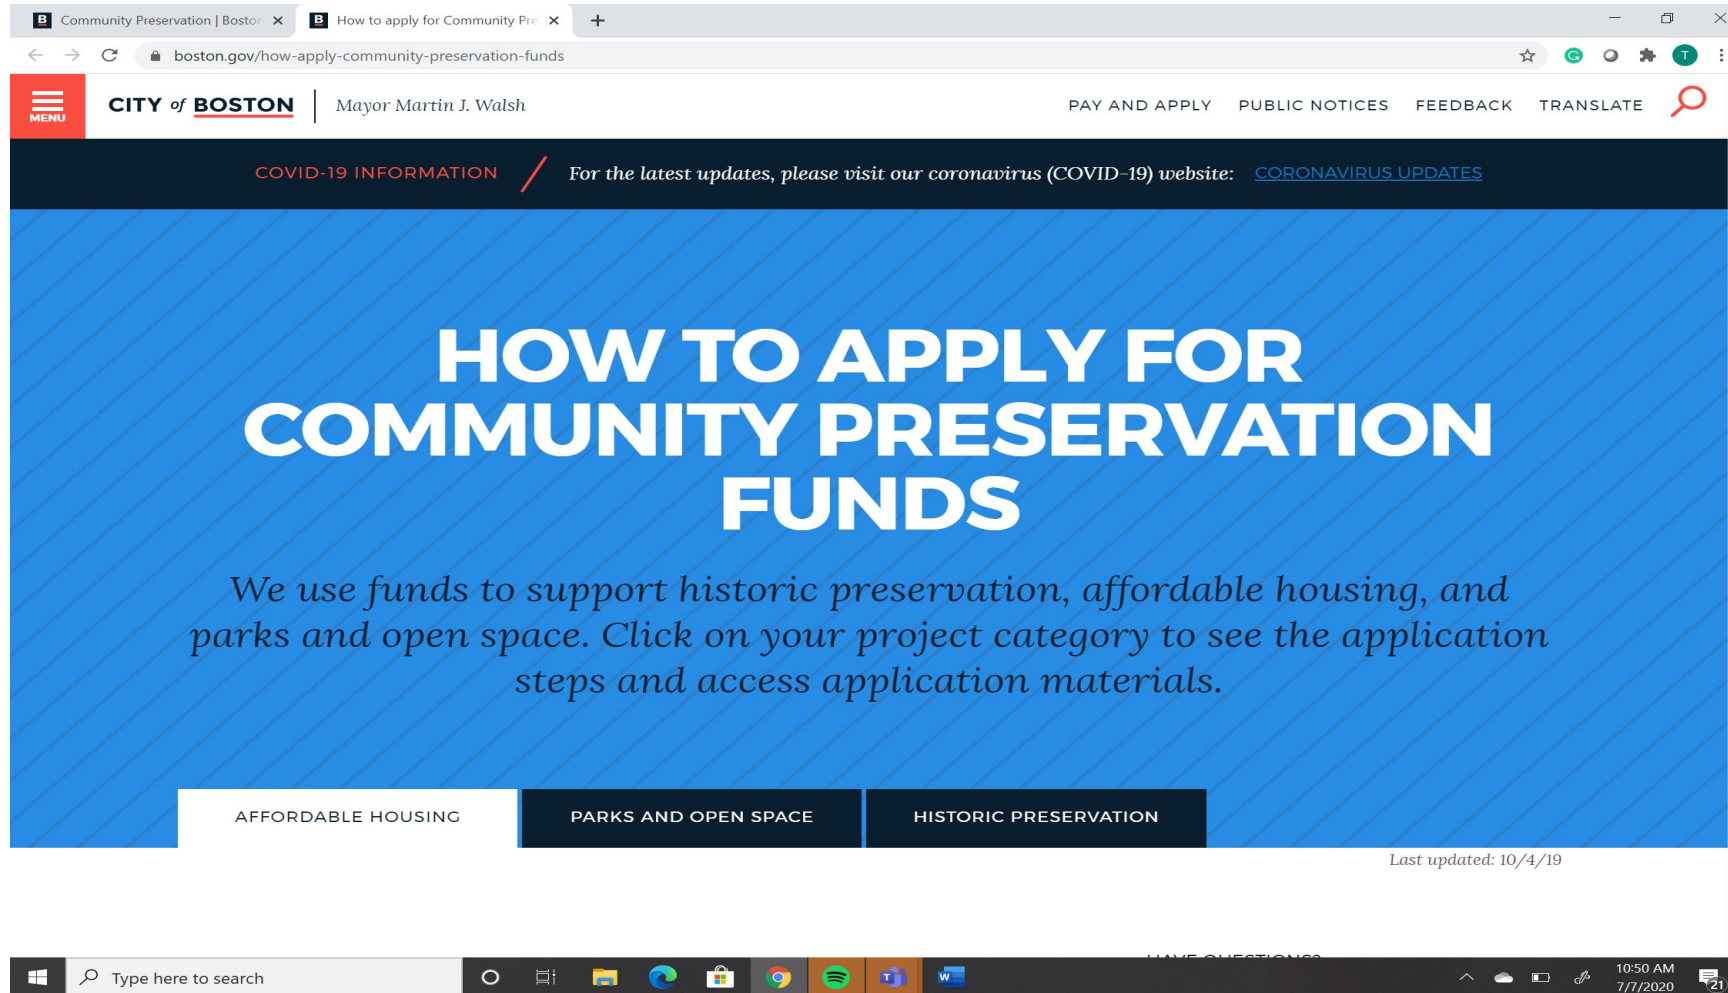 Community Preservation | Boston
How to apply for Community Pre
boston.gov/how-apply-community-preservation-funds
T
MENU
CITY of BOSTON
Mayor Martin J. Walsh
PAY AND APPLY PUBLIC NOTICES FEEDBACK TRANSLATE
COVID-19 INFORMATION
For the latest updates, please visit our coronavirus (COVID-19) website: CORONAVIRUS UPDATES
HOW TO APPLY FOR
COMMUNITY PRESERVATION
FUNDS
We use funds to support historic preservation, affordable housing, and
parks and open space. Click on your project category to see the application
steps and access application materials.
AFFORDABLE HOUSING
PARKS AND OPEN SPACE
HISTORIC PRESERVATION
Last updated: 10/4/19
HAVE QUESTIONS?
Type here to search
10:50 AM
7/7/2020
21